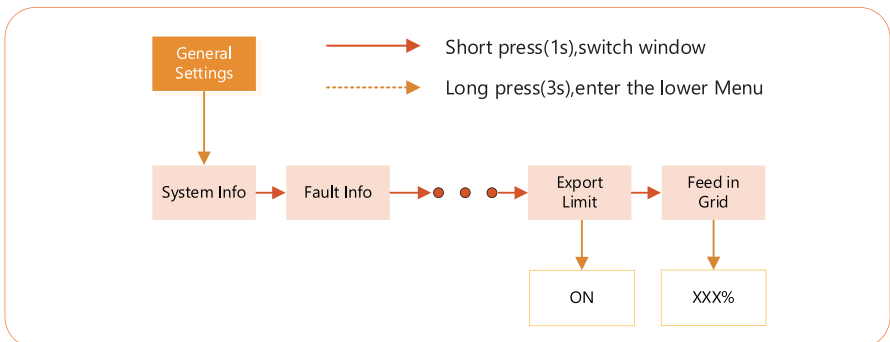 General
Settings
Short press(1s),switch window
Long press(3s),enter the lower Menu
System Info
Fault Info
Export
Limit
Feed in
Grid
ON
XXX%